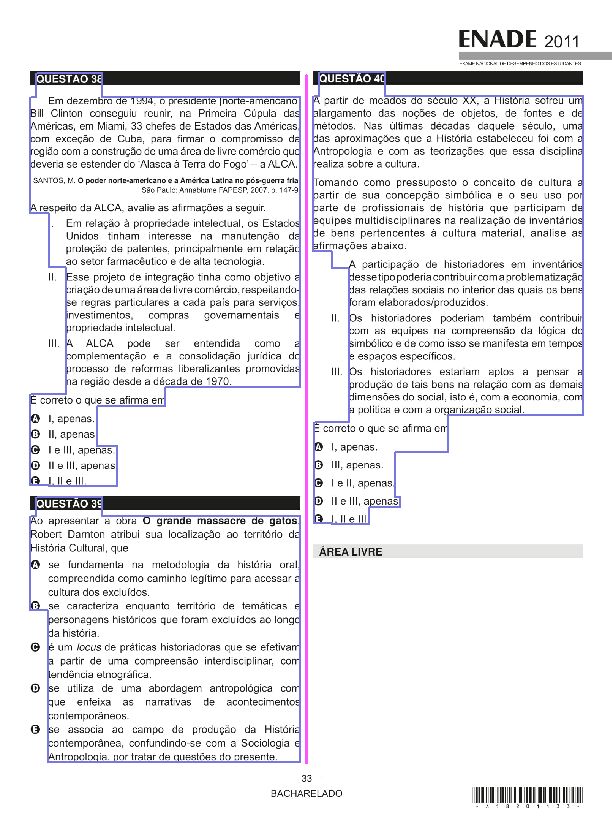 ENADE 2011
EXAME NACIONAL DE DESEMPENHO DOS ESTUDANTES
QUESTÃO 38
Em dezembro de 1994, o presidente [norte-americano]
Bill Clinton conseguiu reunir, na Primeira Cúpula das
Américas, em Miami, 33 chefes de Estados das Américas,
com exceção de Cuba, para firmar o compromisso da
região com a construção de uma área de livre comércio que
deveria se estender do ‘Alasca à Terra do Fogo’ – a ALCA.
SANTOS, M. O poder norte-americano e a América Latina no pós-guerra fria.
São Paulo: Annablume FAPESP, 2007, p. 147-9.
A respeito da ALCA, avalie as afirmações a seguir.
I. Em relação à propriedade intelectual, os Estados
Unidos tinham interesse na manutenção da
proteção de patentes, principalmente em relação
ao setor farmacêutico e de alta tecnologia.
II. Esse projeto de integração tinha como objetivo a
criação de uma área de livre comércio, respeitando-
se regras particulares a cada país para serviços,
investimentos, compras governamentais e
propriedade intelectual.
III. A ALCA pode ser entendida como a
complementação e a consolidação jurídica do
processo de reformas liberalizantes promovidas
na região desde a década de 1970.
É correto o que se afirma em
A I, apenas.
B II, apenas.
C I e III, apenas.
D II e III, apenas.
E I, II e III.
QUESTÃO 39
Ao apresentar a obra O grande massacre de gatos,
Robert Darnton atribui sua localização ao território da
História Cultural, que
A se fundamenta na metodologia da história oral,
compreendida como caminho legítimo para acessar a
cultura dos excluídos.
B se caracteriza enquanto território de temáticas e
personagens históricos que foram excluídos ao longo
da história.
C é um locus de práticas historiadoras que se efetivam
a partir de uma compreensão interdisciplinar, com
tendência etnográfica.
D se utiliza de uma abordagem antropológica com
que enfeixa as narrativas de acontecimentos
contemporâneos.
E se associa ao campo de produção da História
contemporânea, confundindo-se com a Sociologia e
Antropologia, por tratar de questões do presente.
QUESTÃO 40
A partir de meados do século XX, a História sofreu um
alargamento das noções de objetos, de fontes e de
métodos. Nas últimas décadas daquele século, uma
das aproximações que a História estabeleceu foi com a
Antropologia e com as teorizações que essa disciplina
realiza sobre a cultura.
Tomando como pressuposto o conceito de cultura a
partir de sua concepção simbólica e o seu uso por
parte de profissionais de história que participam de
equipes multidisciplinares na realização de inventários
de bens pertencentes à cultura material, analise as
afirmações abaixo.
A participação de historiadores em inventários
desse tipo poderia contribuir com a problematização
das relações sociais no interior das quais os bens
foram elaborados/produzidos.
II. Os historiadores poderiam também contribuir
com as equipes na compreensão da lógica do
simbólico e de como isso se manifesta em tempos
e espaços específicos.
III. Os historiadores estariam aptos a pensar a
produção de tais bens na relação com as demais
dimensões do social, isto é, com a economia, com
a política e com a organização social.
É correto o que se afirma em
A I, apenas.
B III, apenas.
C I e II, apenas.
D II e III, apenas.
E I, II e III.
ÁREA LIVRE
33
BACHARELADO